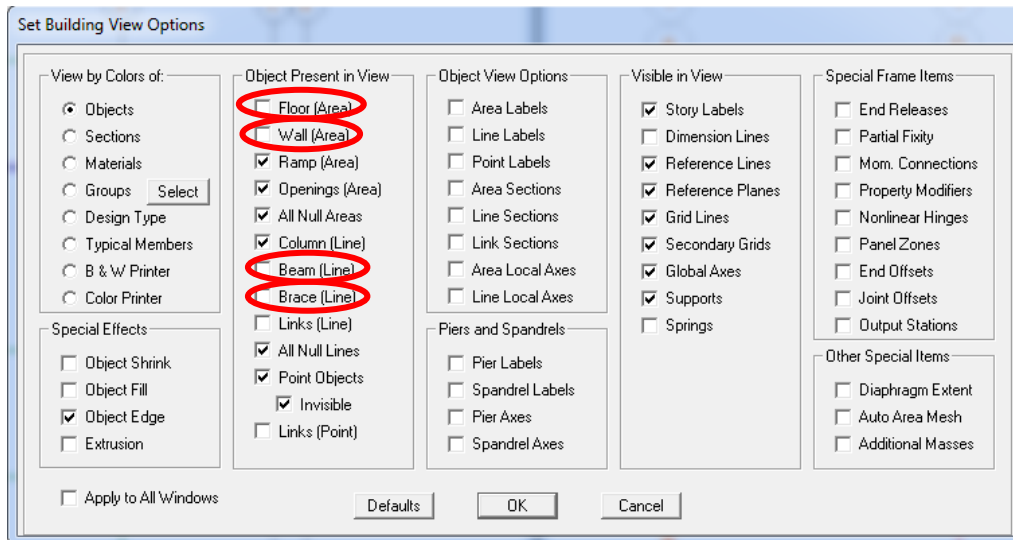 Set Building View Options
View by Colors of:
Objects
Sections
Materials
Groups
Select
Design Type
Typical Members
B & W Printer
Color Printer
Special Effects
Object Shrink
Object Fill
Object Edge
Extrusion
Apply to All Windows
Object Present in View
Floor (Area)
Wall (Area)
Ramp (Area)
Openings (Area)
All Null Areas
Column (Line)
Beam (Line)
Brace (Line)
Links (Line)
All Null Lines
Point Objects
Invisible
Links (Point)
Object View Options
Area Labels
Line Labels
Point Labels
Area Sections
Line Sections
Link Sections
Area Local Axes
Line Local Axes
Piers and Spandrels
Pier Labels
Spandrel Labels
Pier Axes
Spandrel Axes
Visible in View
Story Labels
Dimension Lines
Reference Lines
Reference Planes
Grid Lines
Secondary Grids
Global Axes
Supports
Springs
Special Frame Items
End Releases
Partial Fixity
Mom. Connections
Property Modifiers
Nonlinear Hinges
Panel Zones
End Offsets
Joint Offsets
Output Stations
Other Special Items
Diaphragm Extent
Auto Area Mesh
Additional Masses
Defaults
OK
Cancel